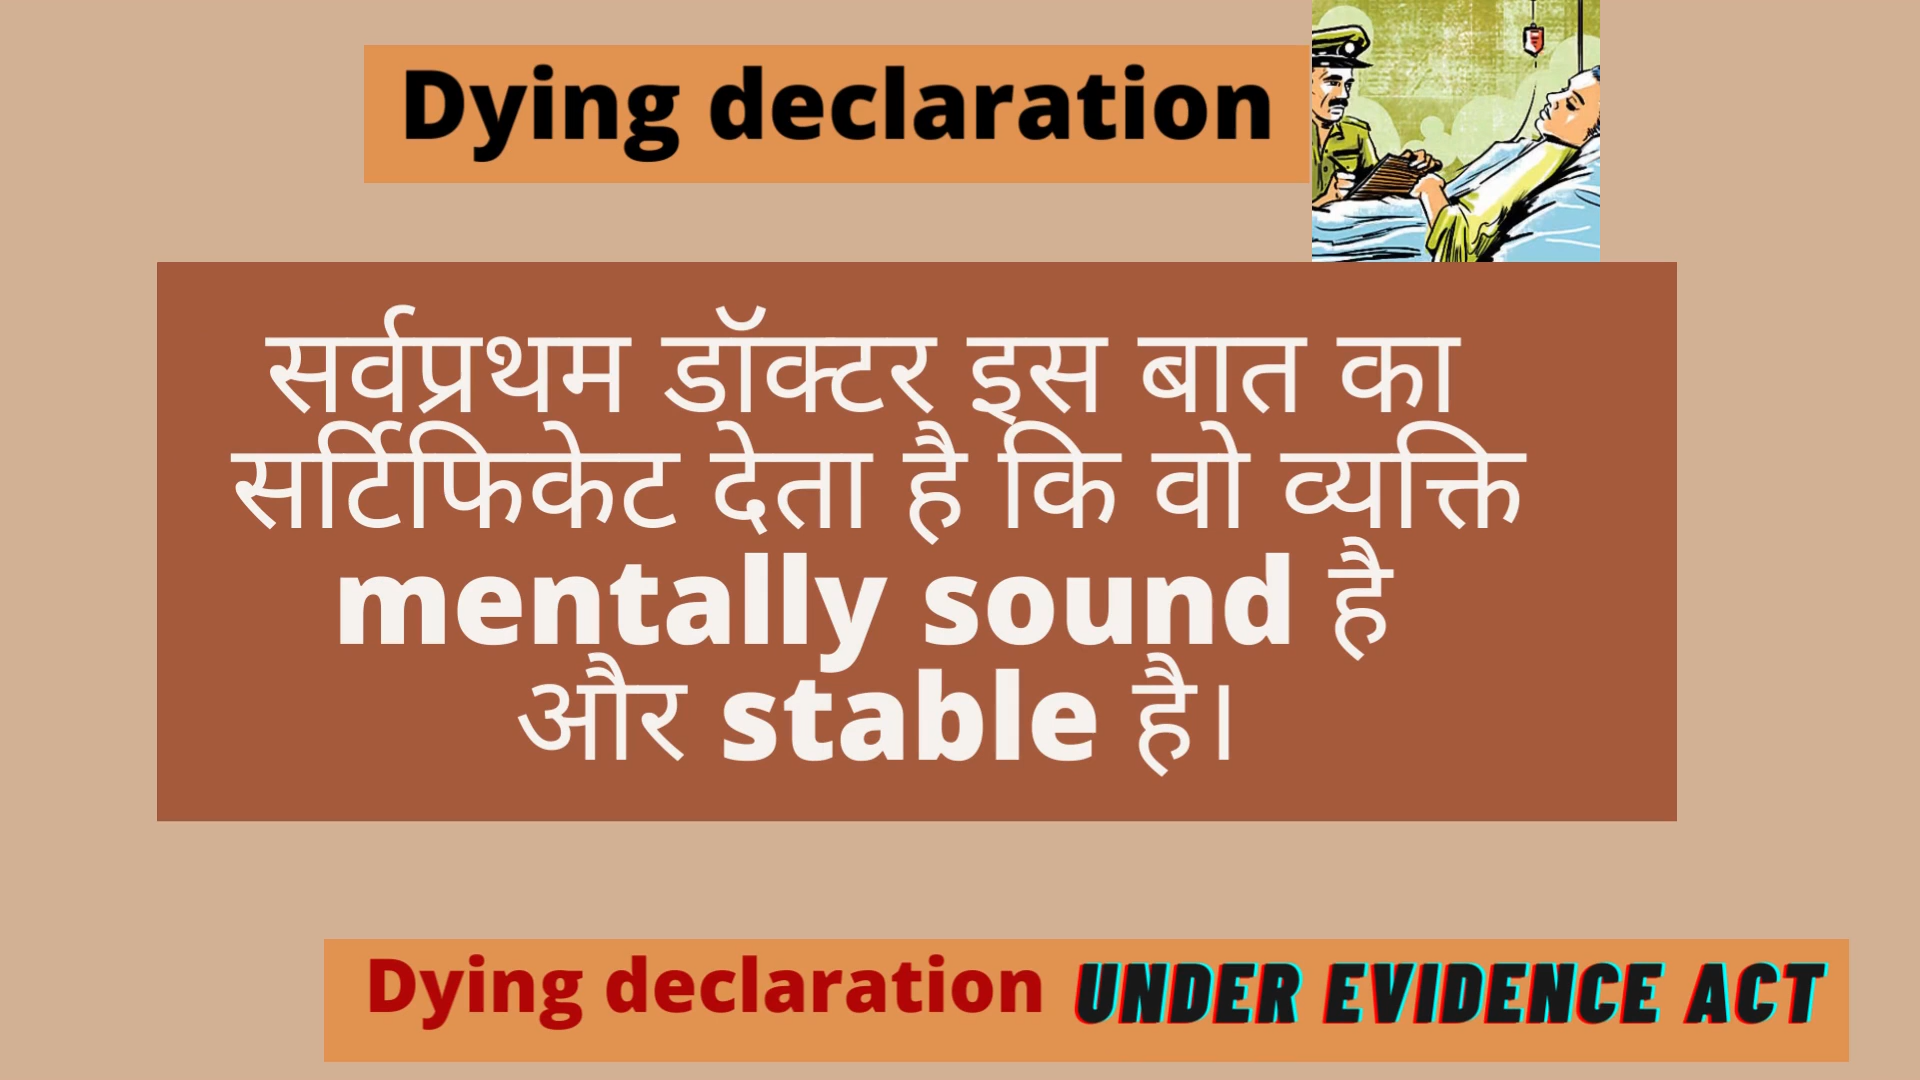 Dying declaration
सर्वप्रथम डॉक्टर इस बात का
सर्टिफिकेट देता है कि वो व्यक्ति
mentally sound है
और stable है।
Dying declaration UNDER EVIDENCE ACT